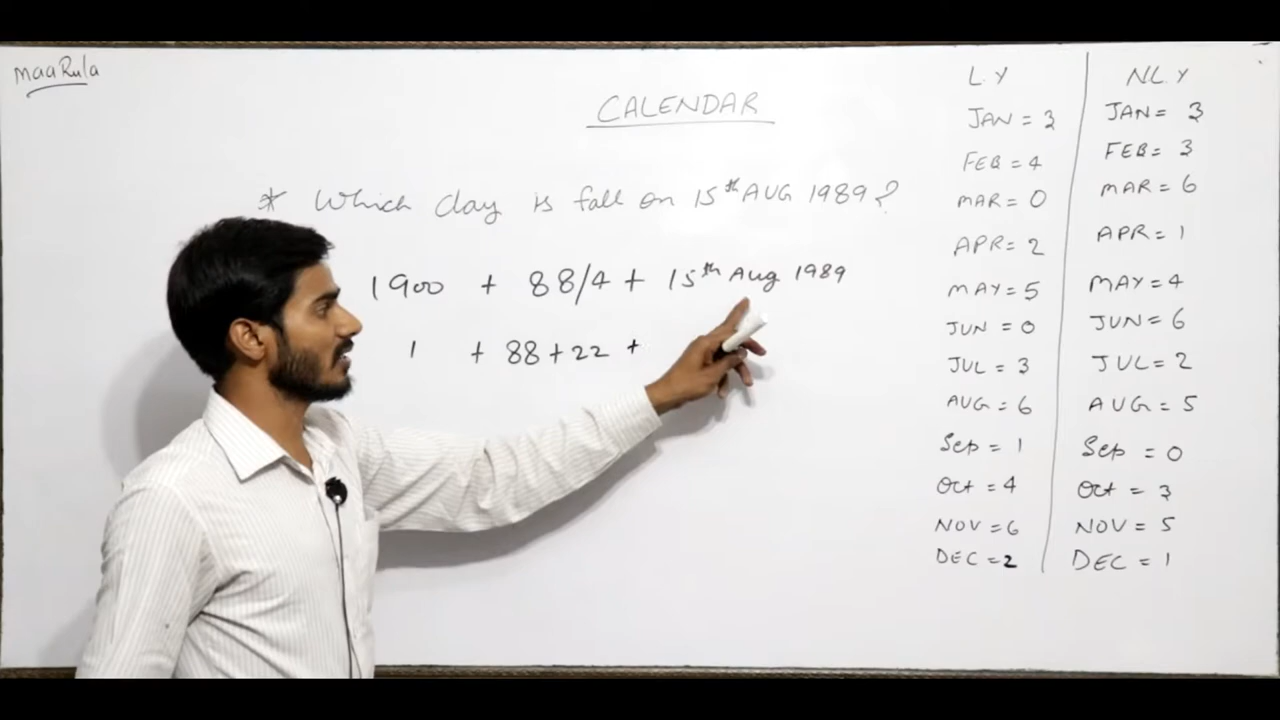 maaRula
CALENDAR
* Which day is fall on 15th AUG 1989?
1900 + 88/4 + 15th Aug 1989
1 + 88 + 22 +
L.Y
JAN = 3
FEB = 4
MAR = 0
APR = 2
MAY = 5
JUN = 0
JUL = 3
AUG = 6
Sep = 1
Oct = 4
NOV = 6
DEC = 2
NL Y
JAN = 3
FEB = 3
MAR = 6
APR = 1
MAY = 4
JUN = 6
JUL = 2
AUG = 5
Sep = 0
Oct = 3
NOV = 5
DEC = 1